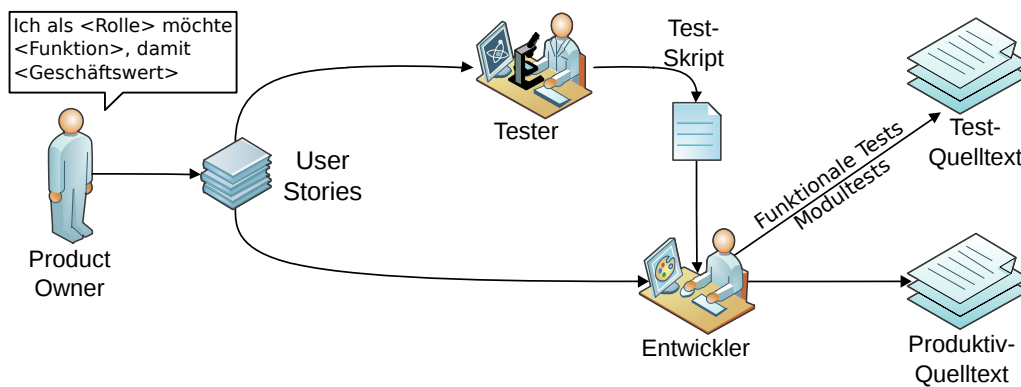 Ich als <Rolle> möchte
<Funktion>, damit
<Geschäftswert>
Product
Owner
User
Stories
Tester
Test-
Skript
Entwickler
Funktionale Tests
Modultests
Test-
Quelltext
Produktiv-
Quelltext